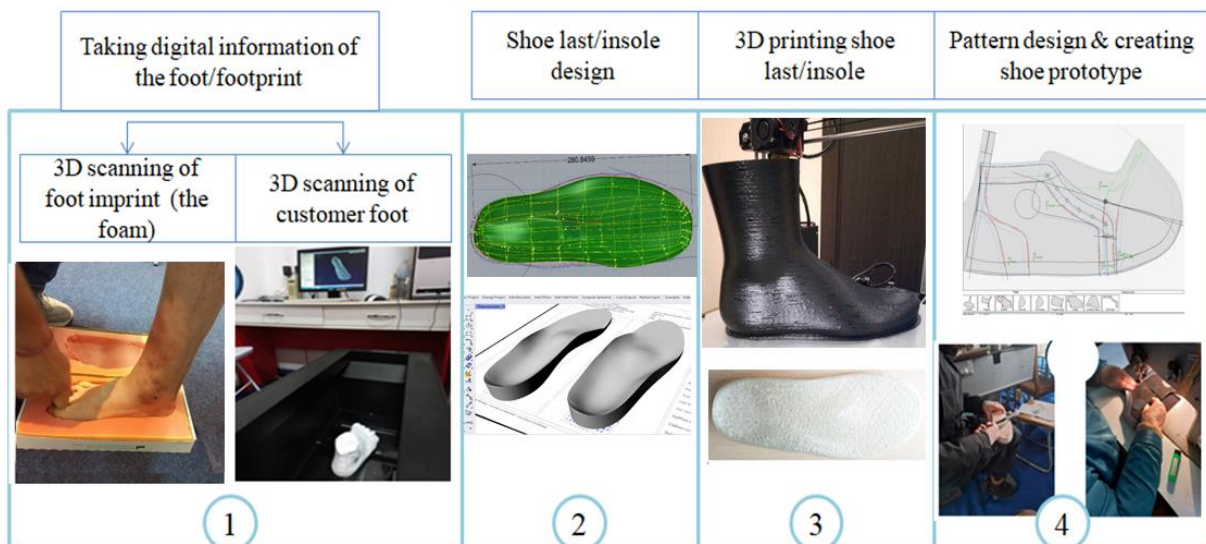 Taking digital information of
the foot/footprint
Shoe last/insole
design
3D printing shoe
last/insole
Pattern design & creating
shoe prototype
3D scanning of
foot imprint (the
foam)
3D scanning of
customer foot
280.8459
1
2
3
4